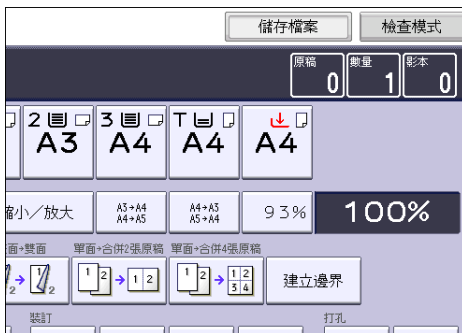 儲存檔案 檢查模式
原稿 數量 影本
0 1 0
2 3 T
A3 A4 A4 A4
縮小／放大 A3→A4 A4→A3 93% 100%
A4→A5 A5→A4
面→雙面 單面→合併2張原稿 單面→合併4張原稿
1 2 1 2 → 1 2 1 2 → 1 2 3 4 建立邊界
裝訂 打孔